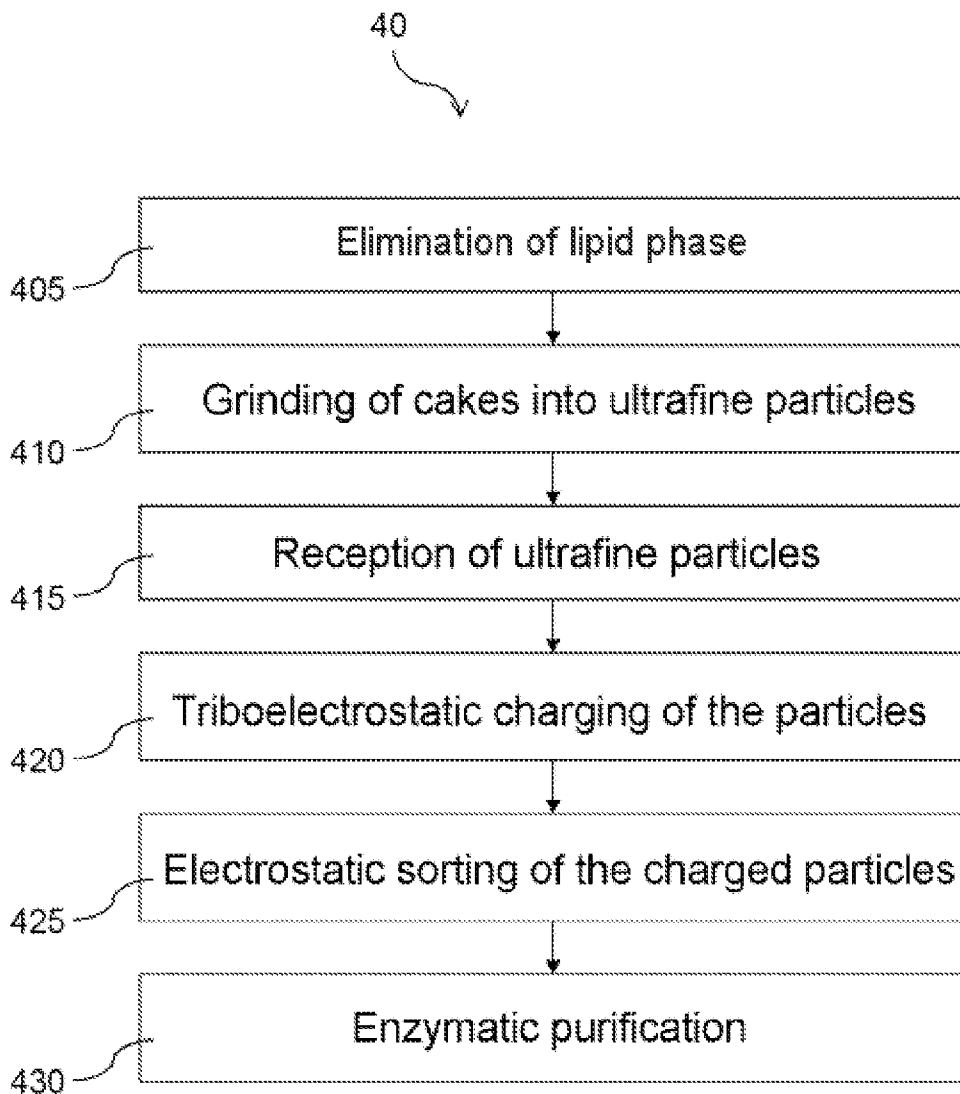 40
Elimination of lipid phase
405
Grinding of cakes into ultrafine particles
410
Reception of ultrafine particles
415
Triboelectrostatic charging of the particles
420
Electrostatic sorting of the charged particles
425
Enzymatic purification
430